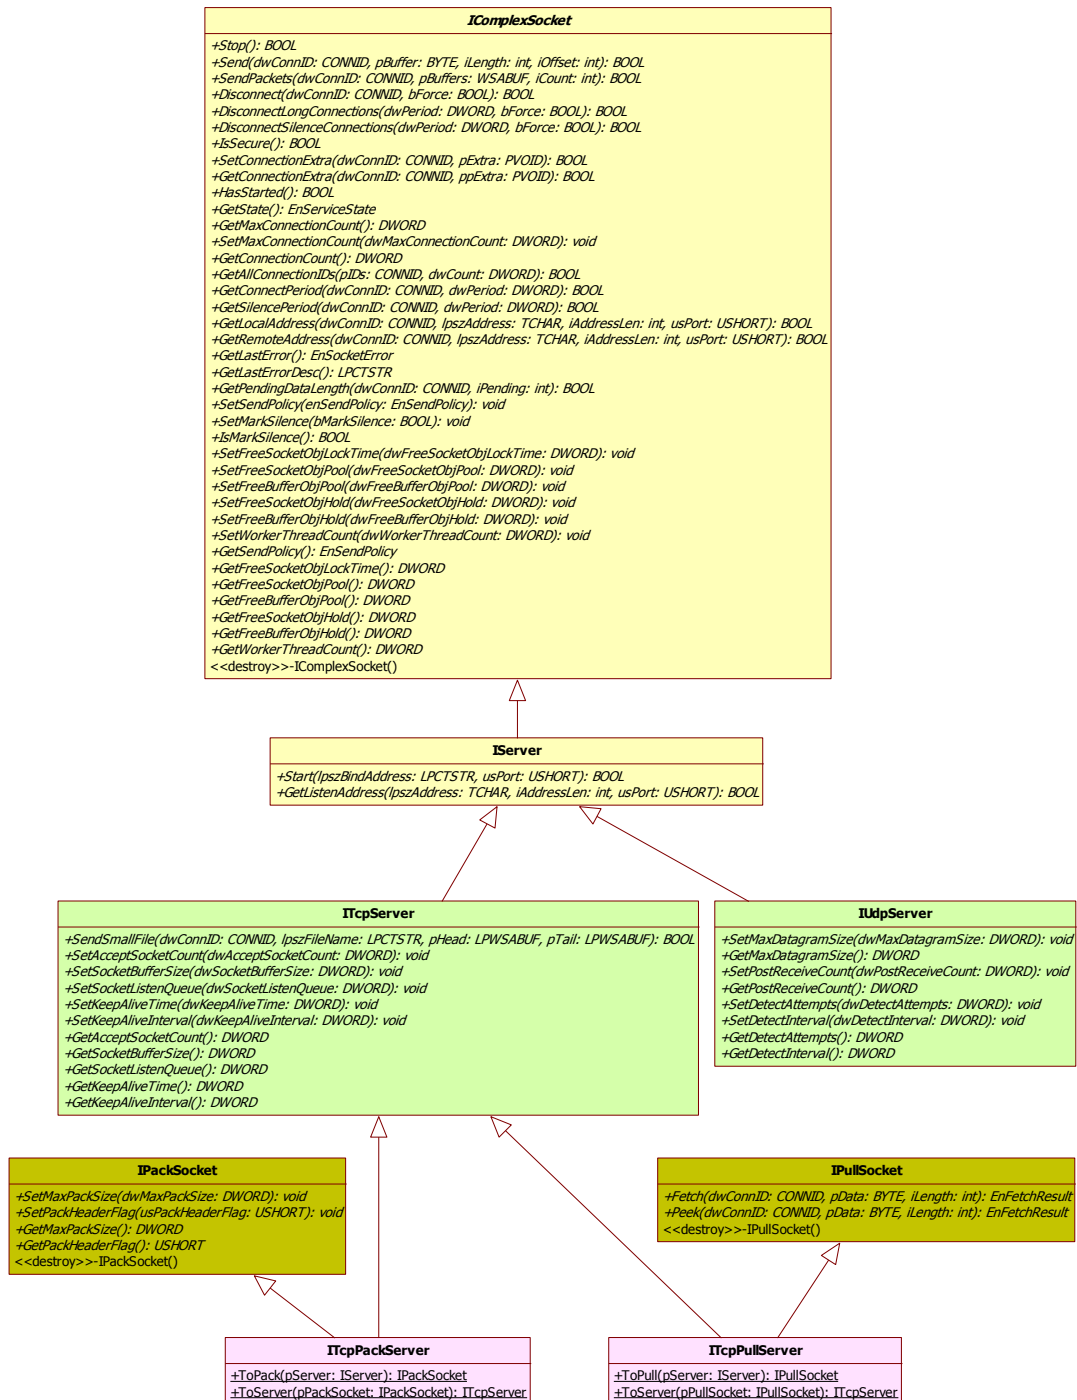 IComplexSocket
+Stop(): BOOL
+Send(dwConnID: CONNID, pBuffer: BYTE, iLength: int, iOffset: int): BOOL
+SendPackets(dwConnID: CONNID, pBuffers: WSABUF, iCount: int): BOOL
+Disconnect(dwConnID: CONNID, bForce: BOOL): BOOL
+DisconnectLongConnections(dwPeriod: DWORD, bForce: BOOL): BOOL
+DisconnectSilenceConnections(dwPeriod: DWORD, bForce: BOOL): BOOL
+IsSecure(): BOOL
+SetConnectionExtra(dwConnID: CONNID, pExtra: PVOID): BOOL
+GetConnectionExtra(dwConnID: CONNID, ppExtra: PVOID): BOOL
+HasStarted(): BOOL
+GetState(): EnServiceState
+GetMaxConnectionCount(): DWORD
+SetMaxConnectionCount(dwMaxConnectionCount: DWORD): void
+GetConnectionCount(): DWORD
+GetAllConnectionIDs(pIDs: CONNID, dwCount: DWORD): BOOL
+GetConnectPeriod(dwConnID: CONNID, dwPeriod: DWORD): BOOL
+GetSilencePeriod(dwConnID: CONNID, dwPeriod: DWORD): BOOL
+GetLocalAddress(dwConnID: CONNID, lpszAddress: TCHAR, iAddressLen: int, usPort: USHORT): BOOL
+GetRemoteAddress(dwConnID: CONNID, lpszAddress: TCHAR, iAddressLen: int, usPort: USHORT): BOOL
+GetLastError(): EnSocketError
+GetLastErrorDesc(): LPCTSTR
+GetPendingDataLength(dwConnID: CONNID, iPending: int): BOOL
+SetSendPolicy(enSendPolicy: EnSendPolicy): void
+SetMarkSilence(bMarkSilence: BOOL): void
+IsMarkSilence(): BOOL
+SetFreeSocketObjLockTime(dwFreeSocketObjLockTime: DWORD): void
+SetFreeSocketObjPool(dwFreeSocketObjPool: DWORD): void
+SetFreeBufferObjPool(dwFreeBufferObjPool: DWORD): void
+SetFreeSocketObjHold(dwFreeSocketObjHold: DWORD): void
+SetFreeBufferObjHold(dwFreeBufferObjHold: DWORD): void
+SetWorkerThreadCount(dwWorkerThreadCount: DWORD): void
+GetSendPolicy(): EnSendPolicy
+GetFreeSocketObjLockTime(): DWORD
+GetFreeSocketObjPool(): DWORD
+GetFreeBufferObjPool(): DWORD
+GetFreeSocketObjHold(): DWORD
+GetFreeBufferObjHold(): DWORD
+GetWorkerThreadCount(): DWORD
<<destroy>>-IComplexSocket()
IServer
+Start(lpszBindAddress: LPCTSTR, usPort: USHORT): BOOL
+GetListenAddress(lpszAddress: TCHAR, iAddressLen: int, usPort: USHORT): BOOL
ITcpServer
+SendSmallFile(dwConnID: CONNID, lpszFileName: LPCTSTR, pHead: LPWSABUF, pTail: LPWSABUF): BOOL
+SetAcceptSocketCount(dwAcceptSocketCount: DWORD): void
+SetSocketBufferSize(dwSocketBufferSize: DWORD): void
+SetSocketListenQueue(dwSocketListenQueue: DWORD): void
+SetKeepAliveTime(dwKeepAliveTime: DWORD): void
+SetKeepAliveInterval(dwKeepAliveInterval: DWORD): void
+GetAcceptSocketCount(): DWORD
+GetSocketBufferSize(): DWORD
+GetSocketListenQueue(): DWORD
+GetKeepAliveTime(): DWORD
+GetKeepAliveInterval(): DWORD
IUdpServer
+SetMaxDatagramSize(dwMaxDatagramSize: DWORD): void
+GetMaxDatagramSize(): DWORD
+SetPostReceiveCount(dwPostReceiveCount: DWORD): void
+GetPostReceiveCount(): DWORD
+SetDetectAttempts(dwDetectAttempts: DWORD): void
+SetDetectInterval(dwDetectInterval: DWORD): void
+GetDetectAttempts(): DWORD
+GetDetectInterval(): DWORD
IPackSocket
+SetMaxPackSize(dwMaxPackSize: DWORD): void
+SetPackHeaderFlag(usPackHeaderFlag: USHORT): void
+GetMaxPackSize(): DWORD
+GetPackHeaderFlag(): USHORT
<<destroy>>-IPackSocket()
IPullSocket
+Fetch(dwConnID: CONNID, pData: BYTE, iLength: int): EnFetchResult
+Peek(dwConnID: CONNID, pData: BYTE, iLength: int): EnFetchResult
<<destroy>>-IPullSocket()
ITcpPackServer
+ToPack(pServer: IServer): IPackSocket
+ToServer(pPackSocket: IPackSocket): ITcpServer
ITcpPullServer
+ToPull(pServer: IServer): IPullSocket
+ToServer(pPullSocket: IPullSocket): ITcpServer